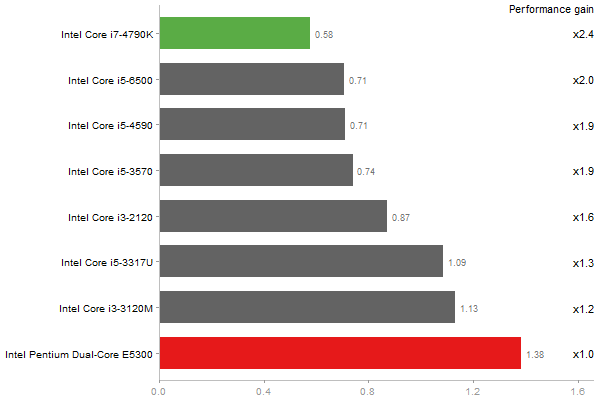 Performance gain
Intel Core i7-4790K 0.58 x2.4
Intel Core i5-6500 0.71 x2.0
Intel Core i5-4590 0.71 x1.9
Intel Core i5-3570 0.74 x1.9
Intel Core i3-2120 0.87 x1.6
Intel Core i5-3317U 1.09 x1.3
Intel Core i3-3120M 1.13 x1.2
Intel Pentium Dual-Core E5300 1.38 x1.0
0.0 0.4 0.8 1.2 1.6